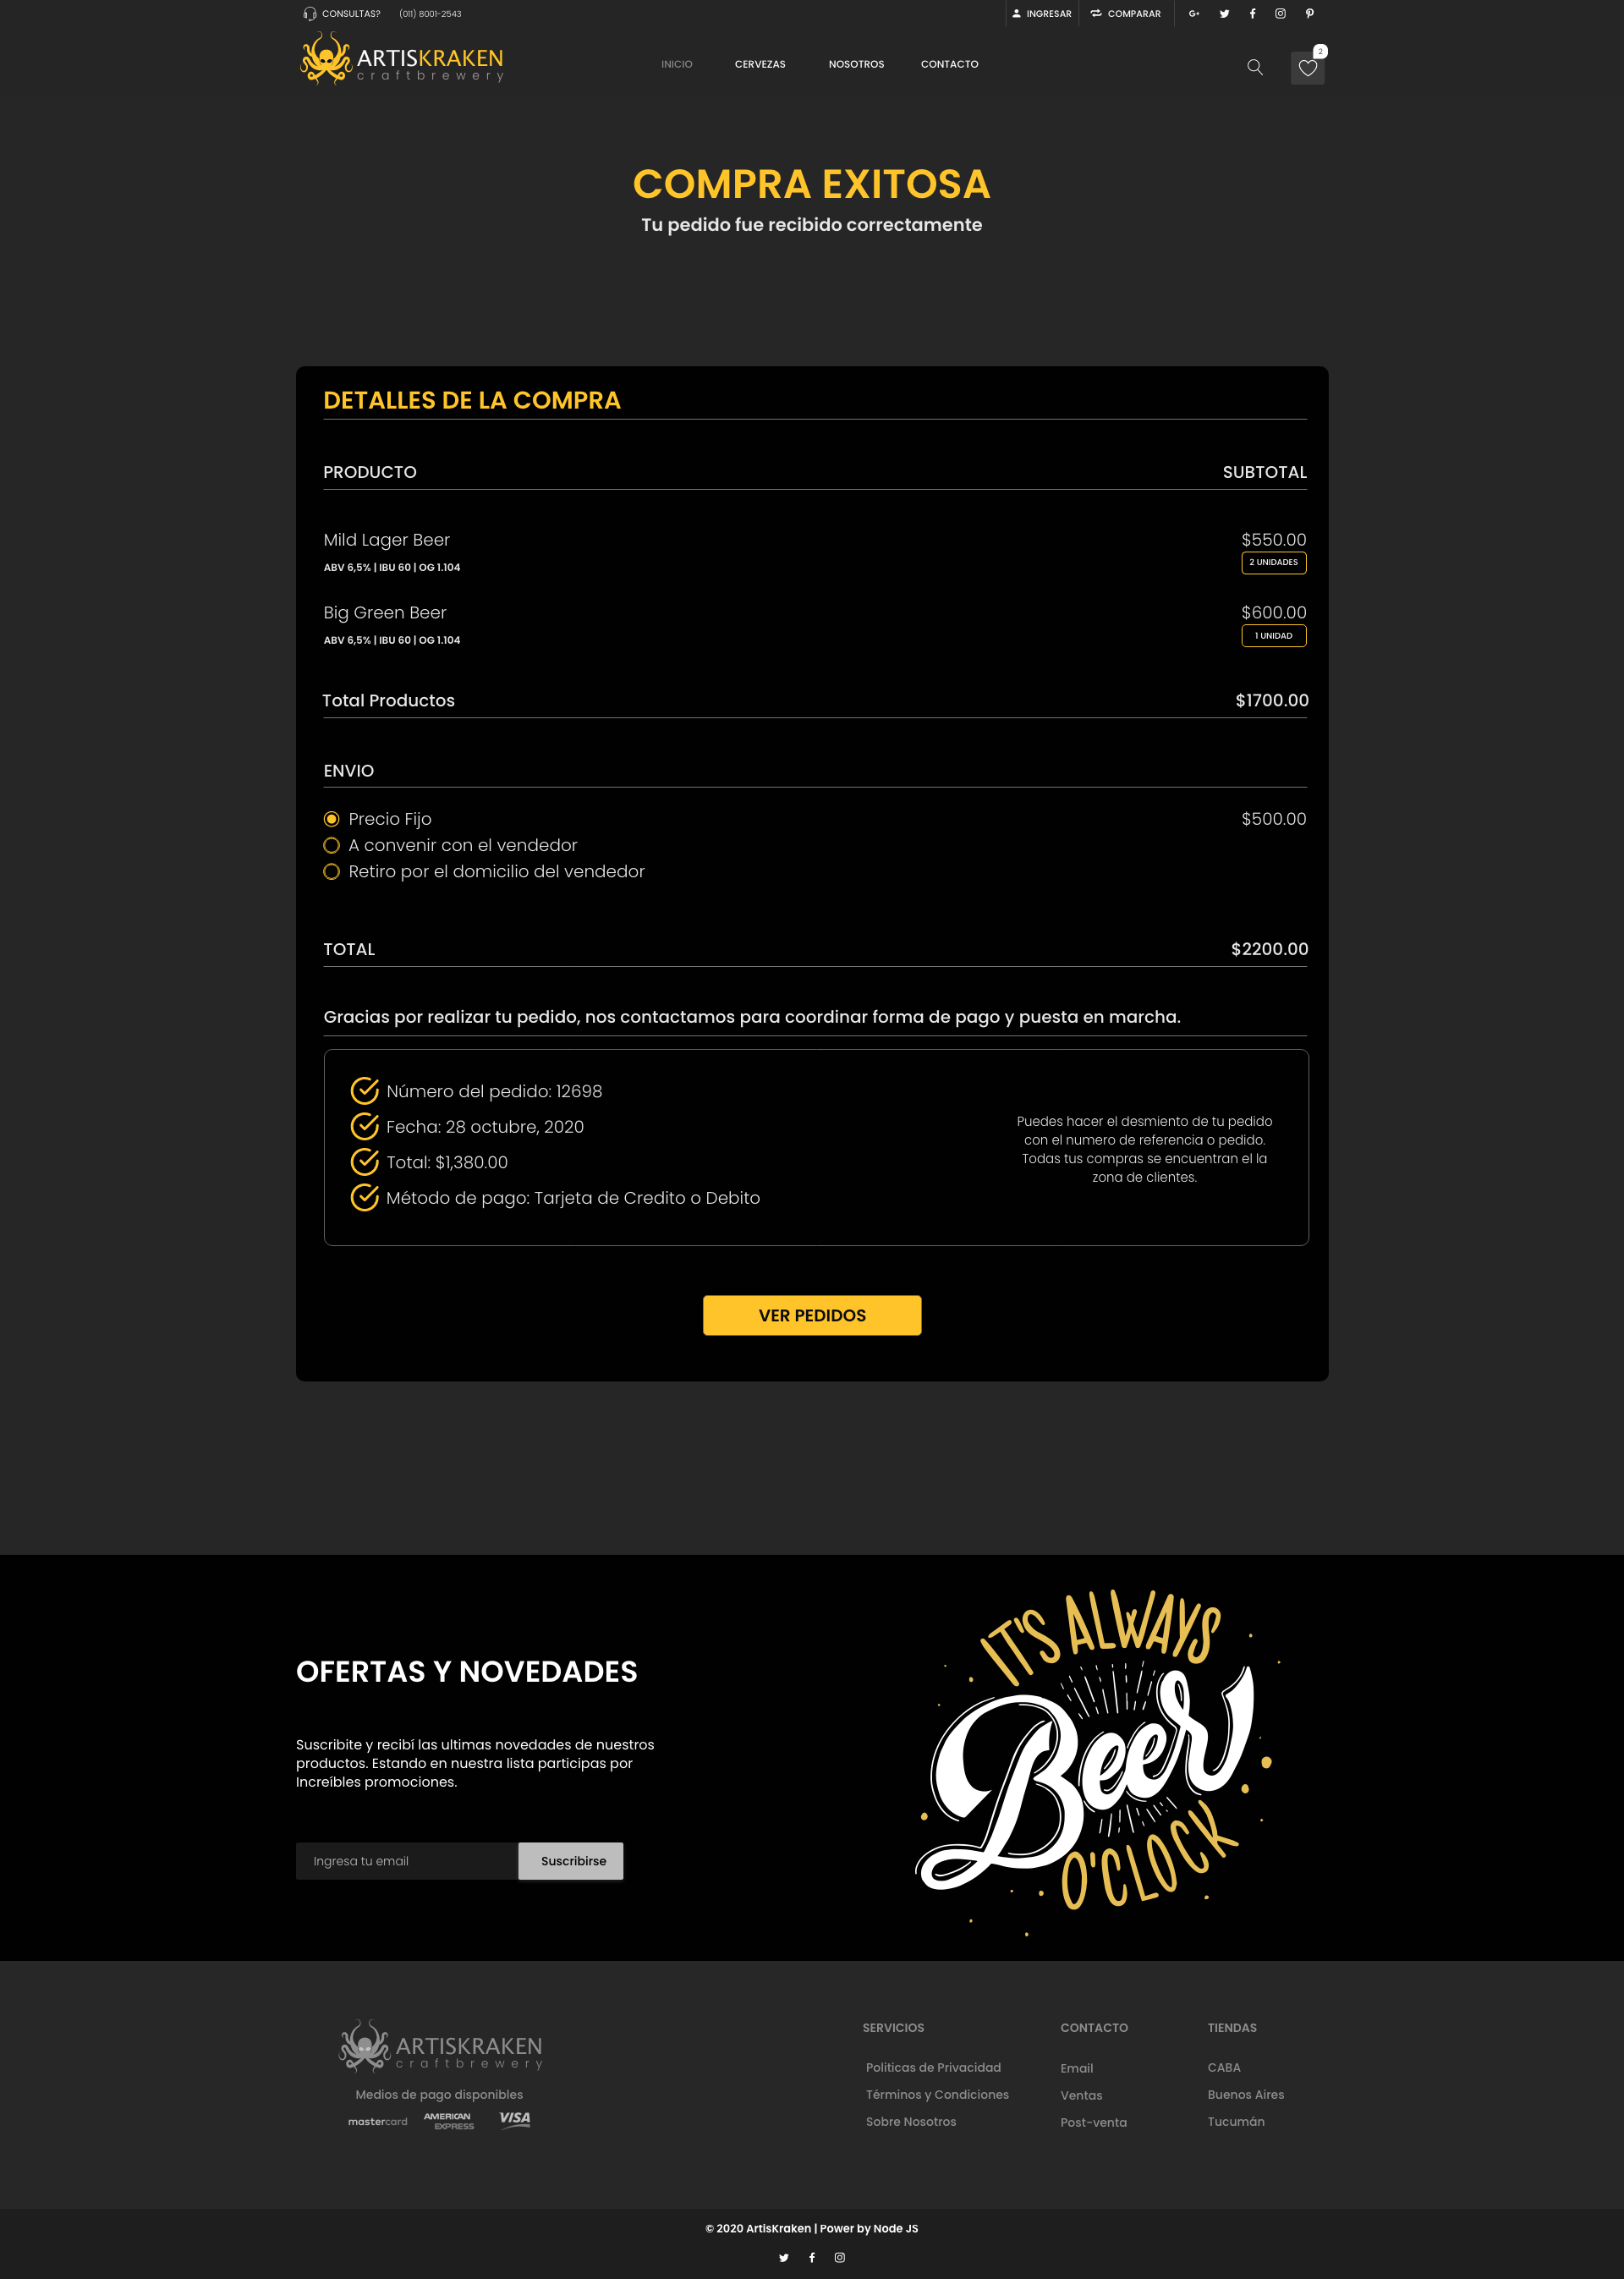 CONSULTAS? (011) 8001-2543
INGRESAR COMPARAR G+
ARTISKRAKEN
craftbrewery
INICIO CERVEZAS NOSOTROS CONTACTO
2
COMPRA EXITOSA
Tu pedido fue recibido correctamente
DETALLES DE LA COMPRA
PRODUCTO SUBTOTAL
Mild Lager Beer $550.00
ABV 6,5% | IBU 60 | OG 1.104 2 UNIDADES
Big Green Beer $600.00
ABV 6,5% | IBU 60 | OG 1.104 1 UNIDAD
Total Productos $1700.00
ENVIO
Precio Fijo $500.00
A convenir con el vendedor
Retiro por el domicilio del vendedor
TOTAL $2200.00
Gracias por realizar tu pedido, nos contactamos para coordinar forma de pago y puesta en marcha.
Número del pedido: 12698
Fecha: 28 octubre, 2020
Total: $1,380.00
Método de pago: Tarjeta de Credito o Debito
Puedes hacer el desmiento de tu pedido
con el numero de referencia o pedido.
Todas tus compras se encuentran el la
zona de clientes.
VER PEDIDOS
OFERTAS Y NOVEDADES
Suscribite y recibí las ultimas novedades de nuestros
productos. Estando en nuestra lista participas por
Increíbles promociones.
Ingresa tu email Suscribirse
IT'S ALWAYS
Beer
O'CLOCK
ARTISKRAKEN
craftbrewery
Medios de pago disponibles
mastercard AMERICAN EXPRESS VISA
SERVICIOS
Politicas de Privacidad
Términos y Condiciones
Sobre Nosotros
CONTACTO
Email
Ventas
Post-venta
TIENDAS
CABA
Buenos Aires
Tucumán
© 2020 ArtisKraken | Power by Node JS